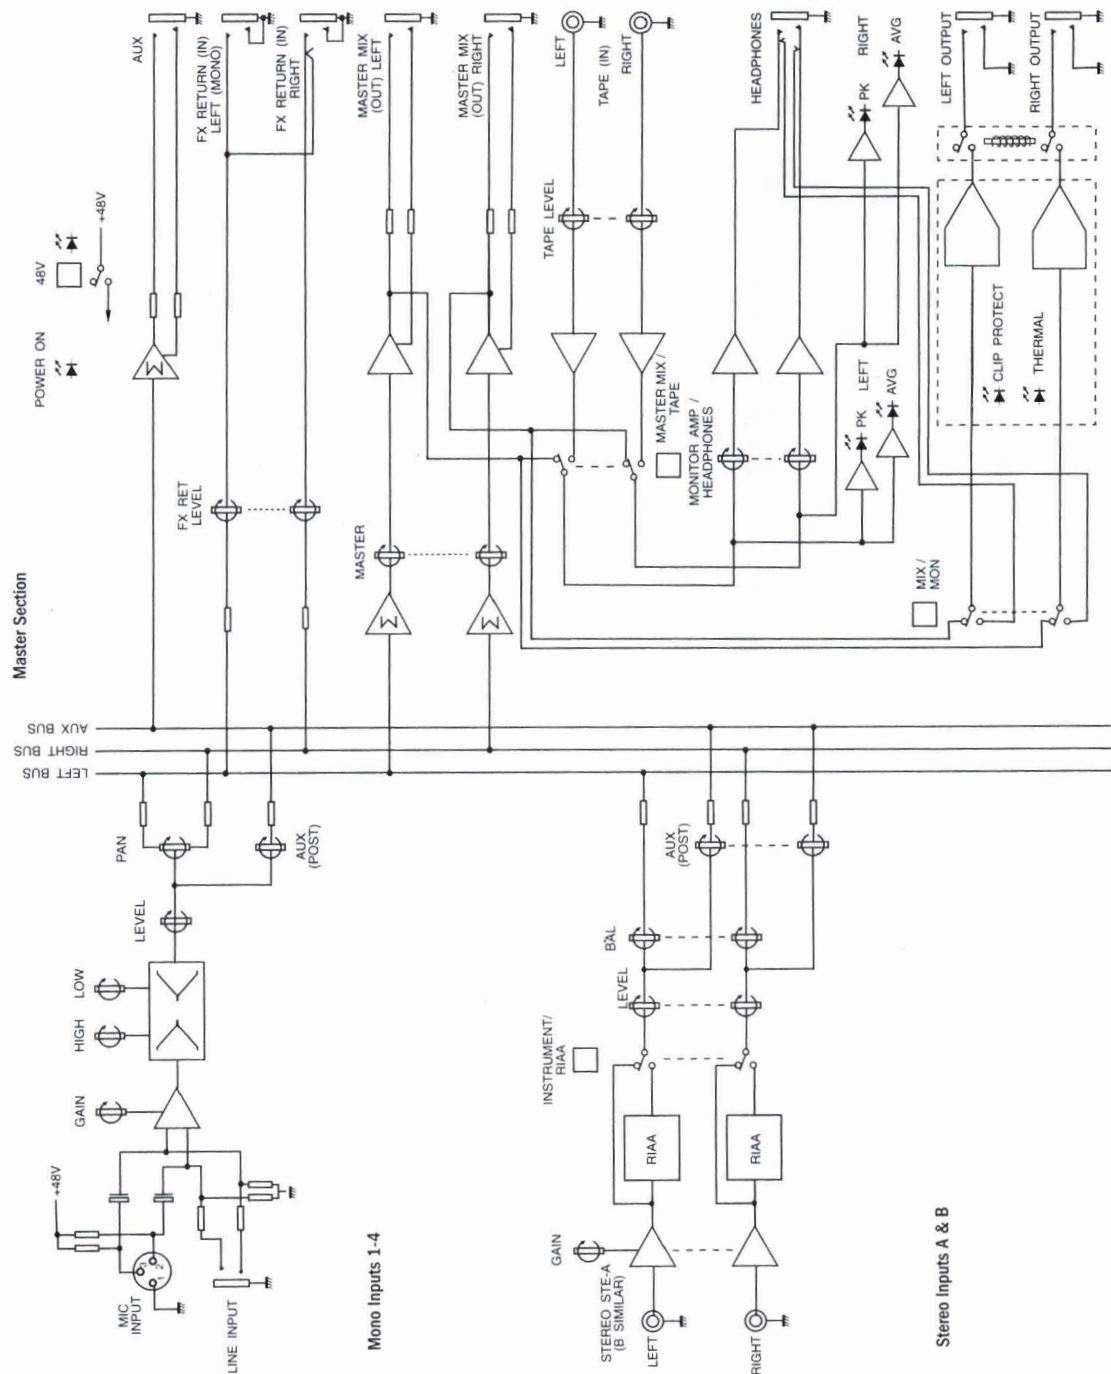 Master Section
POWER ON
48V
+48V
AUX
FX RETURN (IN)
LEFT (MONO)
FX RETURN (IN)
RIGHT
MASTER MIX
(OUT) LEFT
MASTER MIX
(OUT) RIGHT
LEFT
TAPE (IN)
RIGHT
HEADPHONES
RIGHT
PK
AVG
LEFT OUTPUT
RIGHT OUTPUT
FX RET
LEVEL
MASTER
TAPE LEVEL
MASTER MIX /
TAPE
MONITOR AMP /
HEADPHONES
LEFT
PK
AVG
CLIP PROTECT
THERMAL
MIX /
MON
AUX BUS
RIGHT BUS
LEFT BUS
Mono Inputs 1-4
MIC
INPUT
3
2
1
LINE INPUT
+48V
GAIN
HIGH
LOW
LEVEL
PAN
AUX
(POST)
Stereo Inputs A & B
STEREO STE-A
(B SIMILAR)
LEFT
RIGHT
GAIN
RIAA
RIAA
INSTRUMENT/
RIAA
LEVEL
BAL
AUX
(POST)